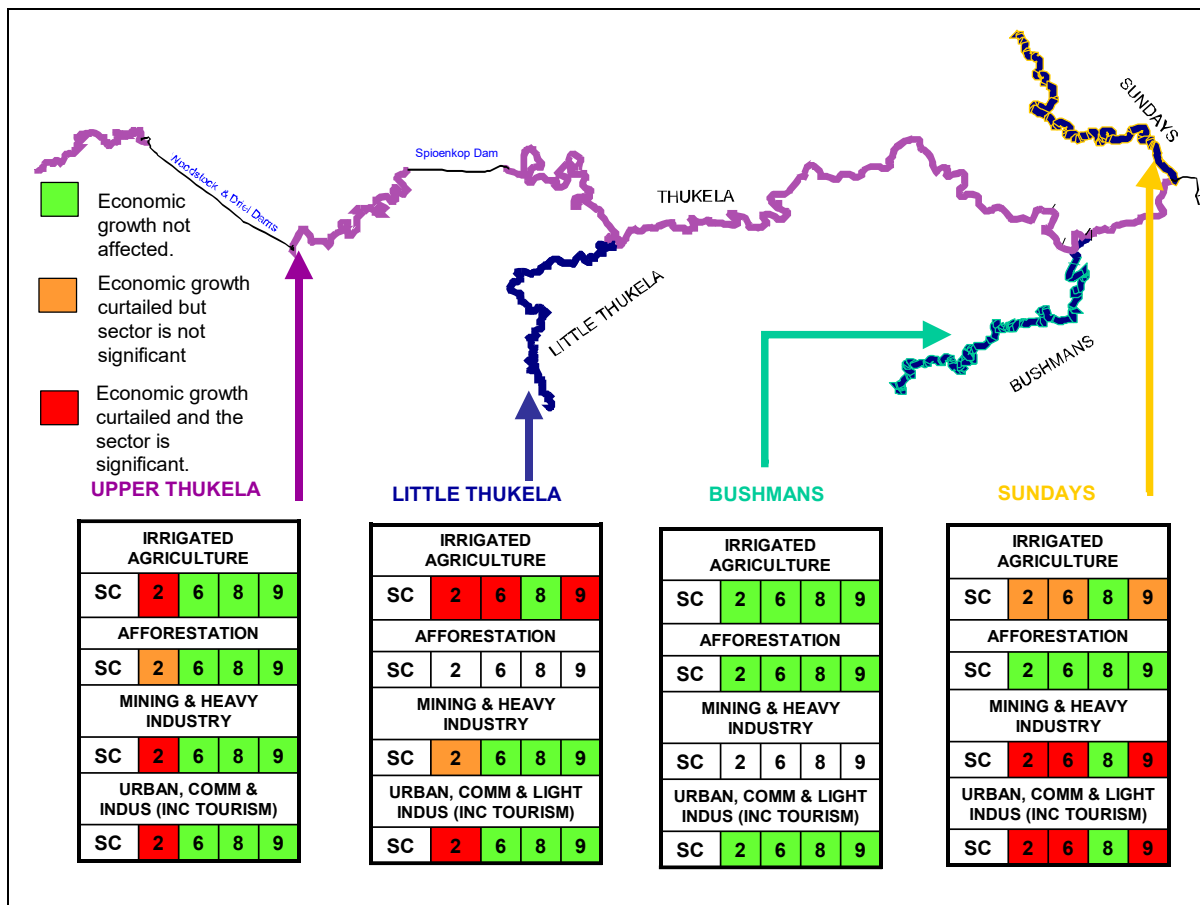 SUNDAYS
Noodstock & Driel Dams
Spioenkop Dam
THUKELA
LITTLE THUKELA
BUSHMANS
Economic
growth not
affected.
Economic growth
curtailed but
sector is not
significant
Economic growth
curtailed and the
sector is
significant.
UPPER THUKELA
LITTLE THUKELA
BUSHMANS
SUNDAYS
IRRIGATED
AGRICULTURE
SC 2 6 8 9
AFFORESTATION
SC 2 6 8 9
MINING & HEAVY
INDUSTRY
SC 2 6 8 9
URBAN, COMM &
INDUS (INC TOURISM)
SC 2 6 8 9
IRRIGATED
AGRICULTURE
SC 2 6 8 9
AFFORESTATION
SC 2 6 8 9
MINING & HEAVY
INDUSTRY
SC 2 6 8 9
URBAN, COMM & LIGHT
INDUS (INC TOURISM)
SC 2 6 8 9
IRRIGATED
AGRICULTURE
SC 2 6 8 9
AFFORESTATION
SC 2 6 8 9
MINING & HEAVY
INDUSTRY
SC 2 6 8 9
URBAN, COMM & LIGHT
INDUS (INC TOURISM)
SC 2 6 8 9
IRRIGATED
AGRICULTURE
SC 2 6 8 9
AFFORESTATION
SC 2 6 8 9
MINING & HEAVY
INDUSTRY
SC 2 6 8 9
URBAN, COMM & LIGHT
INDUS (INC TOURISM)
SC 2 6 8 9